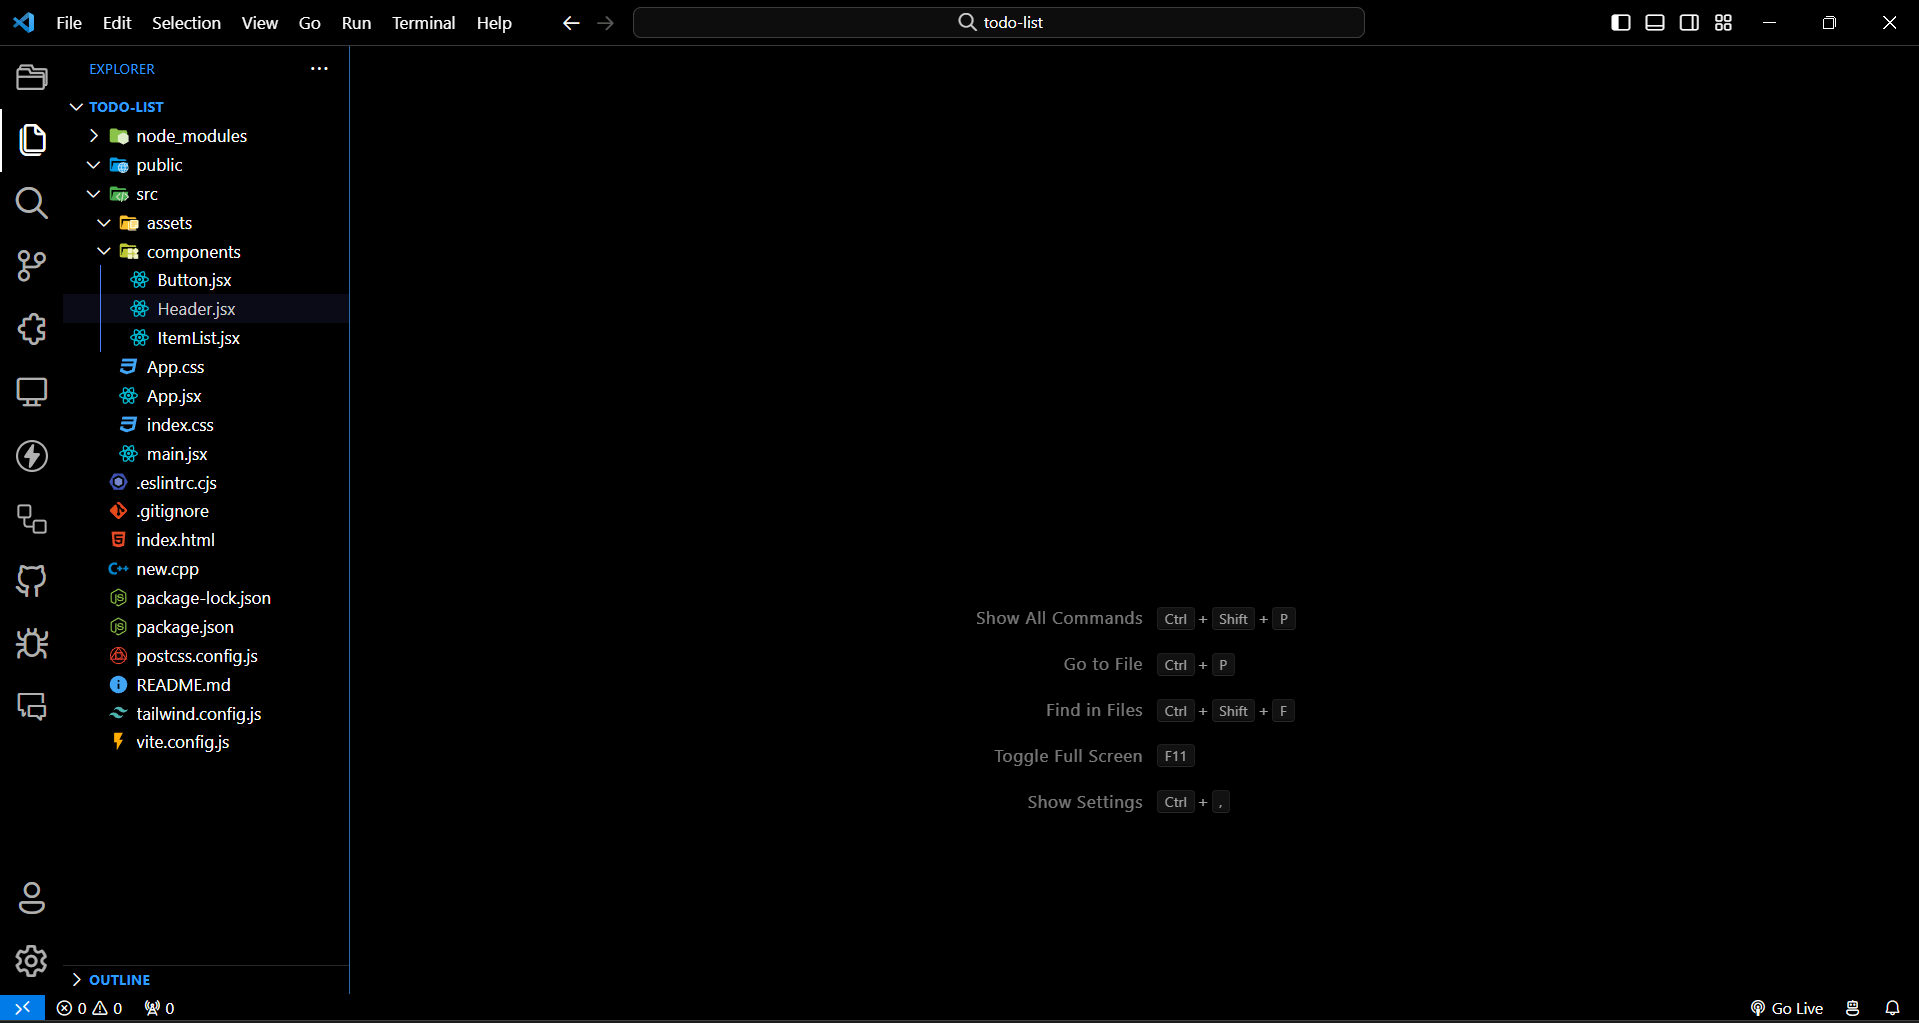 File Edit Selection View Go Run Terminal Help
todo-list
EXPLORER
TODO-LIST
node_modules
public
src
assets
components
Button.jsx
Header.jsx
ItemList.jsx
App.css
App.jsx
index.css
main.jsx
.eslintrc.cjs
.gitignore
index.html
new.cpp
package-lock.json
package.json
postcss.config.js
README.md
tailwind.config.js
vite.config.js
OUTLINE
Show All Commands Ctrl + Shift + P
Go to File Ctrl + P
Find in Files Ctrl + Shift + F
Toggle Full Screen F11
Show Settings Ctrl + ,
0 0 0 Go Live